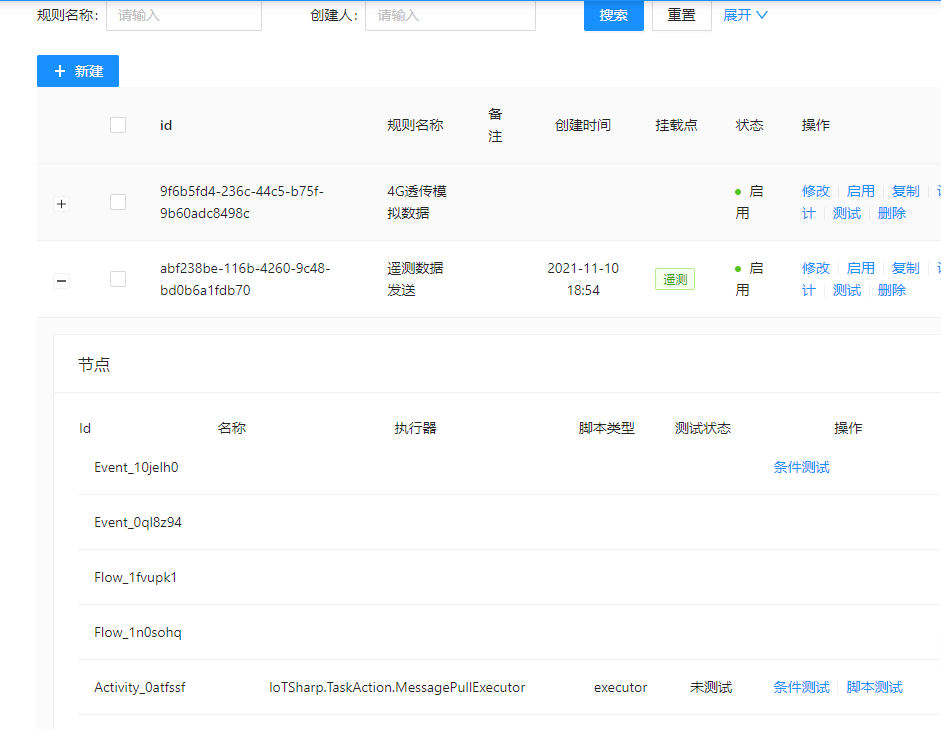 规则名称: 请输入 创建人: 请输入 搜索 重置 展开
+ 新建
id 规则名称 备注 创建时间 挂载点 状态 操作
9f6b5fd4-236c-44c5-b75f- 4G透传模 启 修改 启用 复制
9b60adc8498c 拟数据 用 计 测试 删除
abf238be-116b-4260-9c48- 遥测数据 2021-11-10 遥测 启 修改 启用 复制
bd0b6a1fdb70 发送 18:54 用 计 测试 删除
节点
Id 名称 执行器 脚本类型 测试状态 操作
Event_10jelh0 条件测试
Event_0ql8z94
Flow_1fvupk1
Flow_1n0sohq
Activity_0atfssf IoTSharp.TaskAction.MessagePullExecutor executor 未测试 条件测试 脚本测试